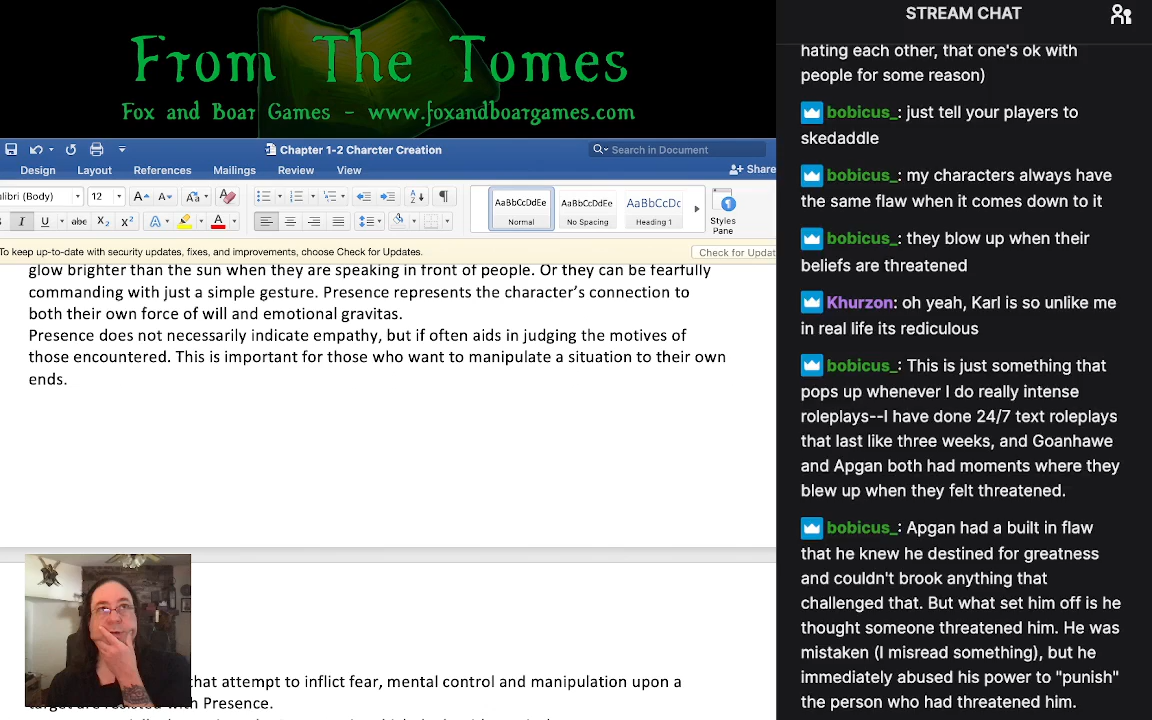 From The Tomes
Fox and Boar Games - www.foxandboargames.com
Chapter 1-2 Charcter Creation
Search in Document
Design Layout References Mailings Review View Share
alibri (Body) 12
AaBbCcDdEe AaBbCcDdEe AaBbCcDc
Normal No Spacing Heading 1 Styles
Pane
To keep up-to-date with security updates, fixes, and improvements, choose Check for Updates. Check for Updat
glow brighter than the sun when they are speaking in front of people. Or they can be fearfully
commanding with just a simple gesture. Presence represents the character's connection to
both their own force of will and emotional gravitas.
Presence does not necessarily indicate empathy, but if often aids in judging the motives of
those encountered. This is important for those who want to manipulate a situation to their own
ends.
that attempt to inflict fear, mental control and manipulation upon a
with Presence.
STREAM CHAT
hating each other, that one's ok with
people for some reason)
bobicus_: just tell your players to
skedaddle
bobicus_: my characters always have
the same flaw when it comes down to it
bobicus_: they blow up when their
beliefs are threatened
Khurzon: oh yeah, Karl is so unlike me
in real life its rediculous
bobicus_: This is just something that
pops up whenever I do really intense
roleplays--I have done 24/7 text roleplays
that last like three weeks, and Goanhawe
and Apgan both had moments where they
blew up when they felt threatened.
bobicus_: Apgan had a built in flaw
that he knew he destined for greatness
and couldn't brook anything that
challenged that. But what set him off is he
thought someone threatened him. He was
mistaken (I misread something), but he
immediately abused his power to "punish"
the person who had threatened him.